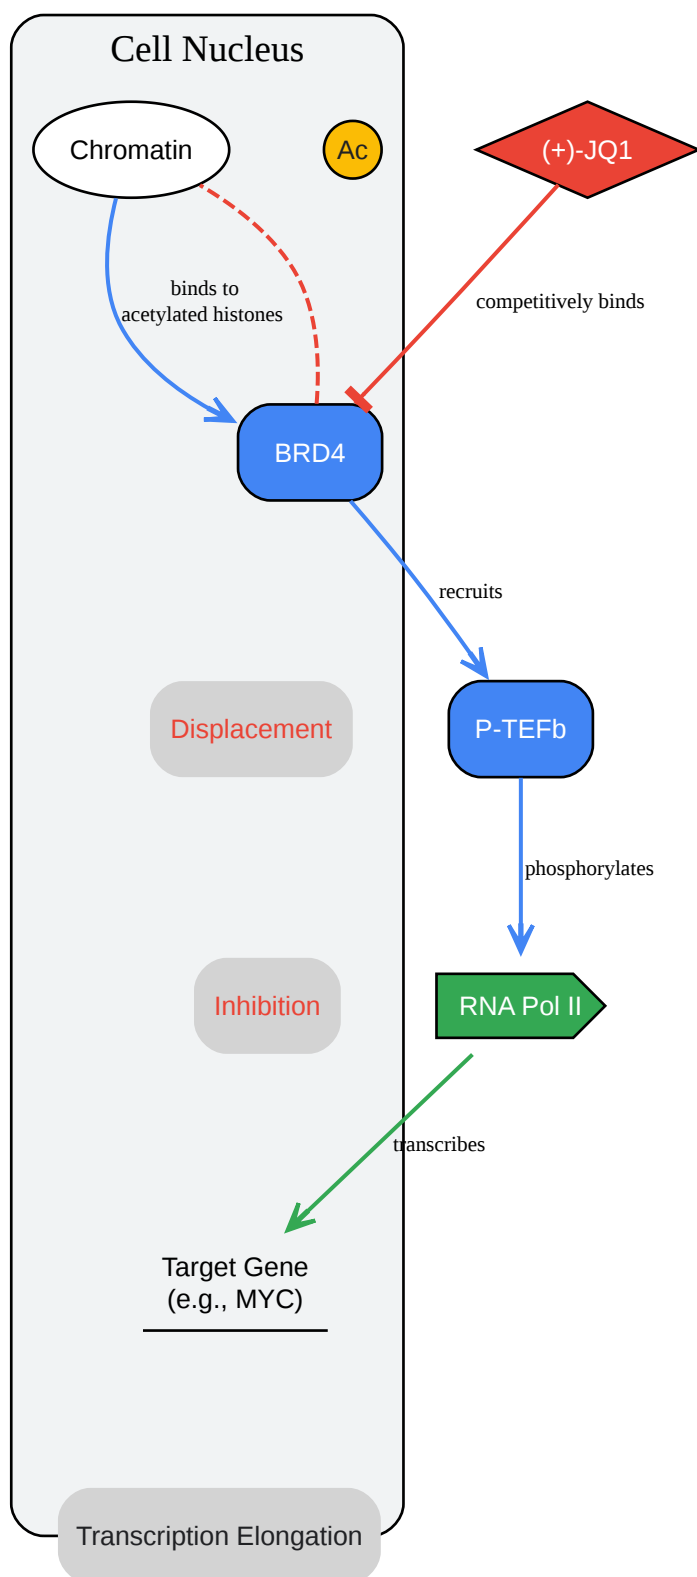 Cell Nucleus
Chromatin
Ac
(+)-JQ1
binds to
acetylated histones
competitively binds
BRD4
recruits
Displacement
P-TEFb
phosphorylates
Inhibition
RNA Pol II
transcribes
Target Gene
(e.g., MYC)
Transcription Elongation